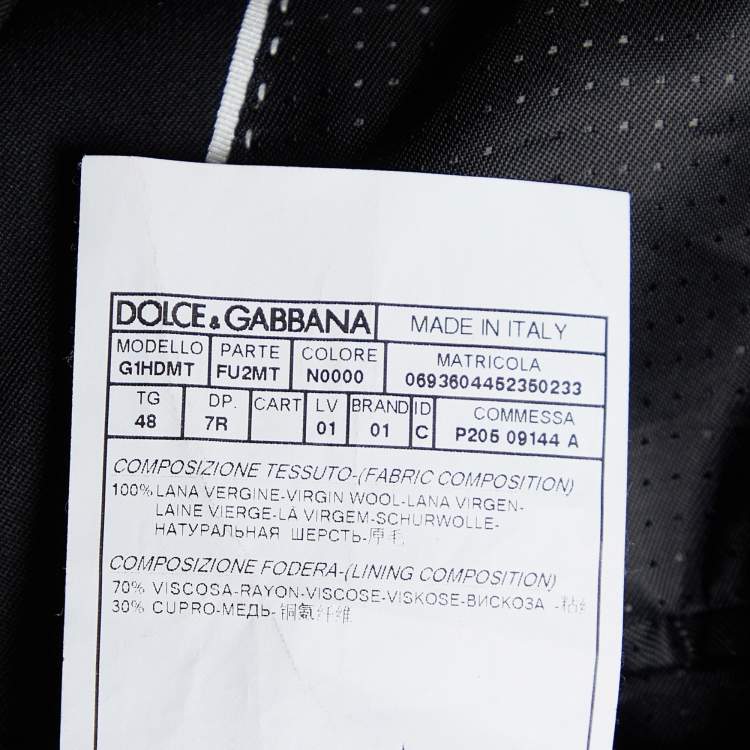 DOLCE & GABBANA MADE IN ITALY
MODELLO PARTE COLORE MATRICOLA
G1HDMT FU2MT N0000 0693604452350233
TG DP. CART LV BRAND ID COMMESSA
48 7R 01 01 C P205 09144 A
COMPOSIZIONE TESSUTO-(FABRIC COMPOSITION)
100% LANA VERGINE-VIRGIN WOOL-LANA VIRGEN-
LAINE VIERGE-LÃ VIRGEM-SCHURWOLLE-
НАТУРАЛЬНАЯ ШЕРСТЬ-原毛
COMPOSIZIONE FODERA-(LINING COMPOSITION)
70% VISCOSA-RAYON-VISCOSE-VISKOSE-ВИСКОЗА -粘
30% CUPRO-МЕДЬ-铜氨纤维